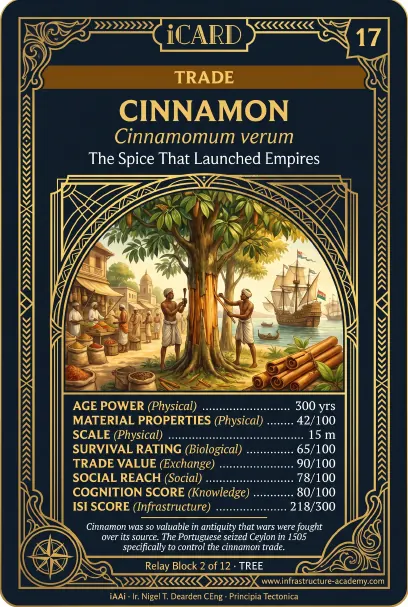 iCARD
17
TRADE
CINNAMON
Cinnamomum verum
The Spice That Launched Empires
AGE POWER (Physical) ........................ 300 yrs
MATERIAL PROPERTIES (Physical) ....... 42/100
SCALE (Physical) ........................................ 15 m
SURVIVAL RATING (Biological) ............. 65/100
TRADE VALUE (Exchange) ..................... 90/100
SOCIAL REACH (Social) .......................... 78/100
COGNITION SCORE (Knowledge) .......... 80/100
ISI SCORE (Infrastructure) ..................... 218/300
Cinnamon was so valuable in antiquity that wars were fought
over its source. The Portuguese seized Ceylon in 1505
specifically to control the cinnamon trade.
Relay Block 2 of 12 · TREE
www.infrastructure-academy.com
iAAi · Ir. Nigel T. Dearden CEng · Principia Tectonica